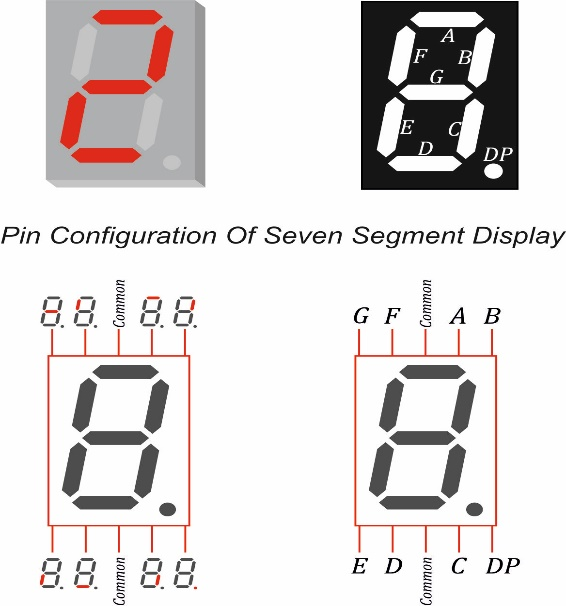 A
F B
G
E C
D
DP
Pin Configuration Of Seven Segment Display
Common
G F Common A B
Common
E D Common C DP